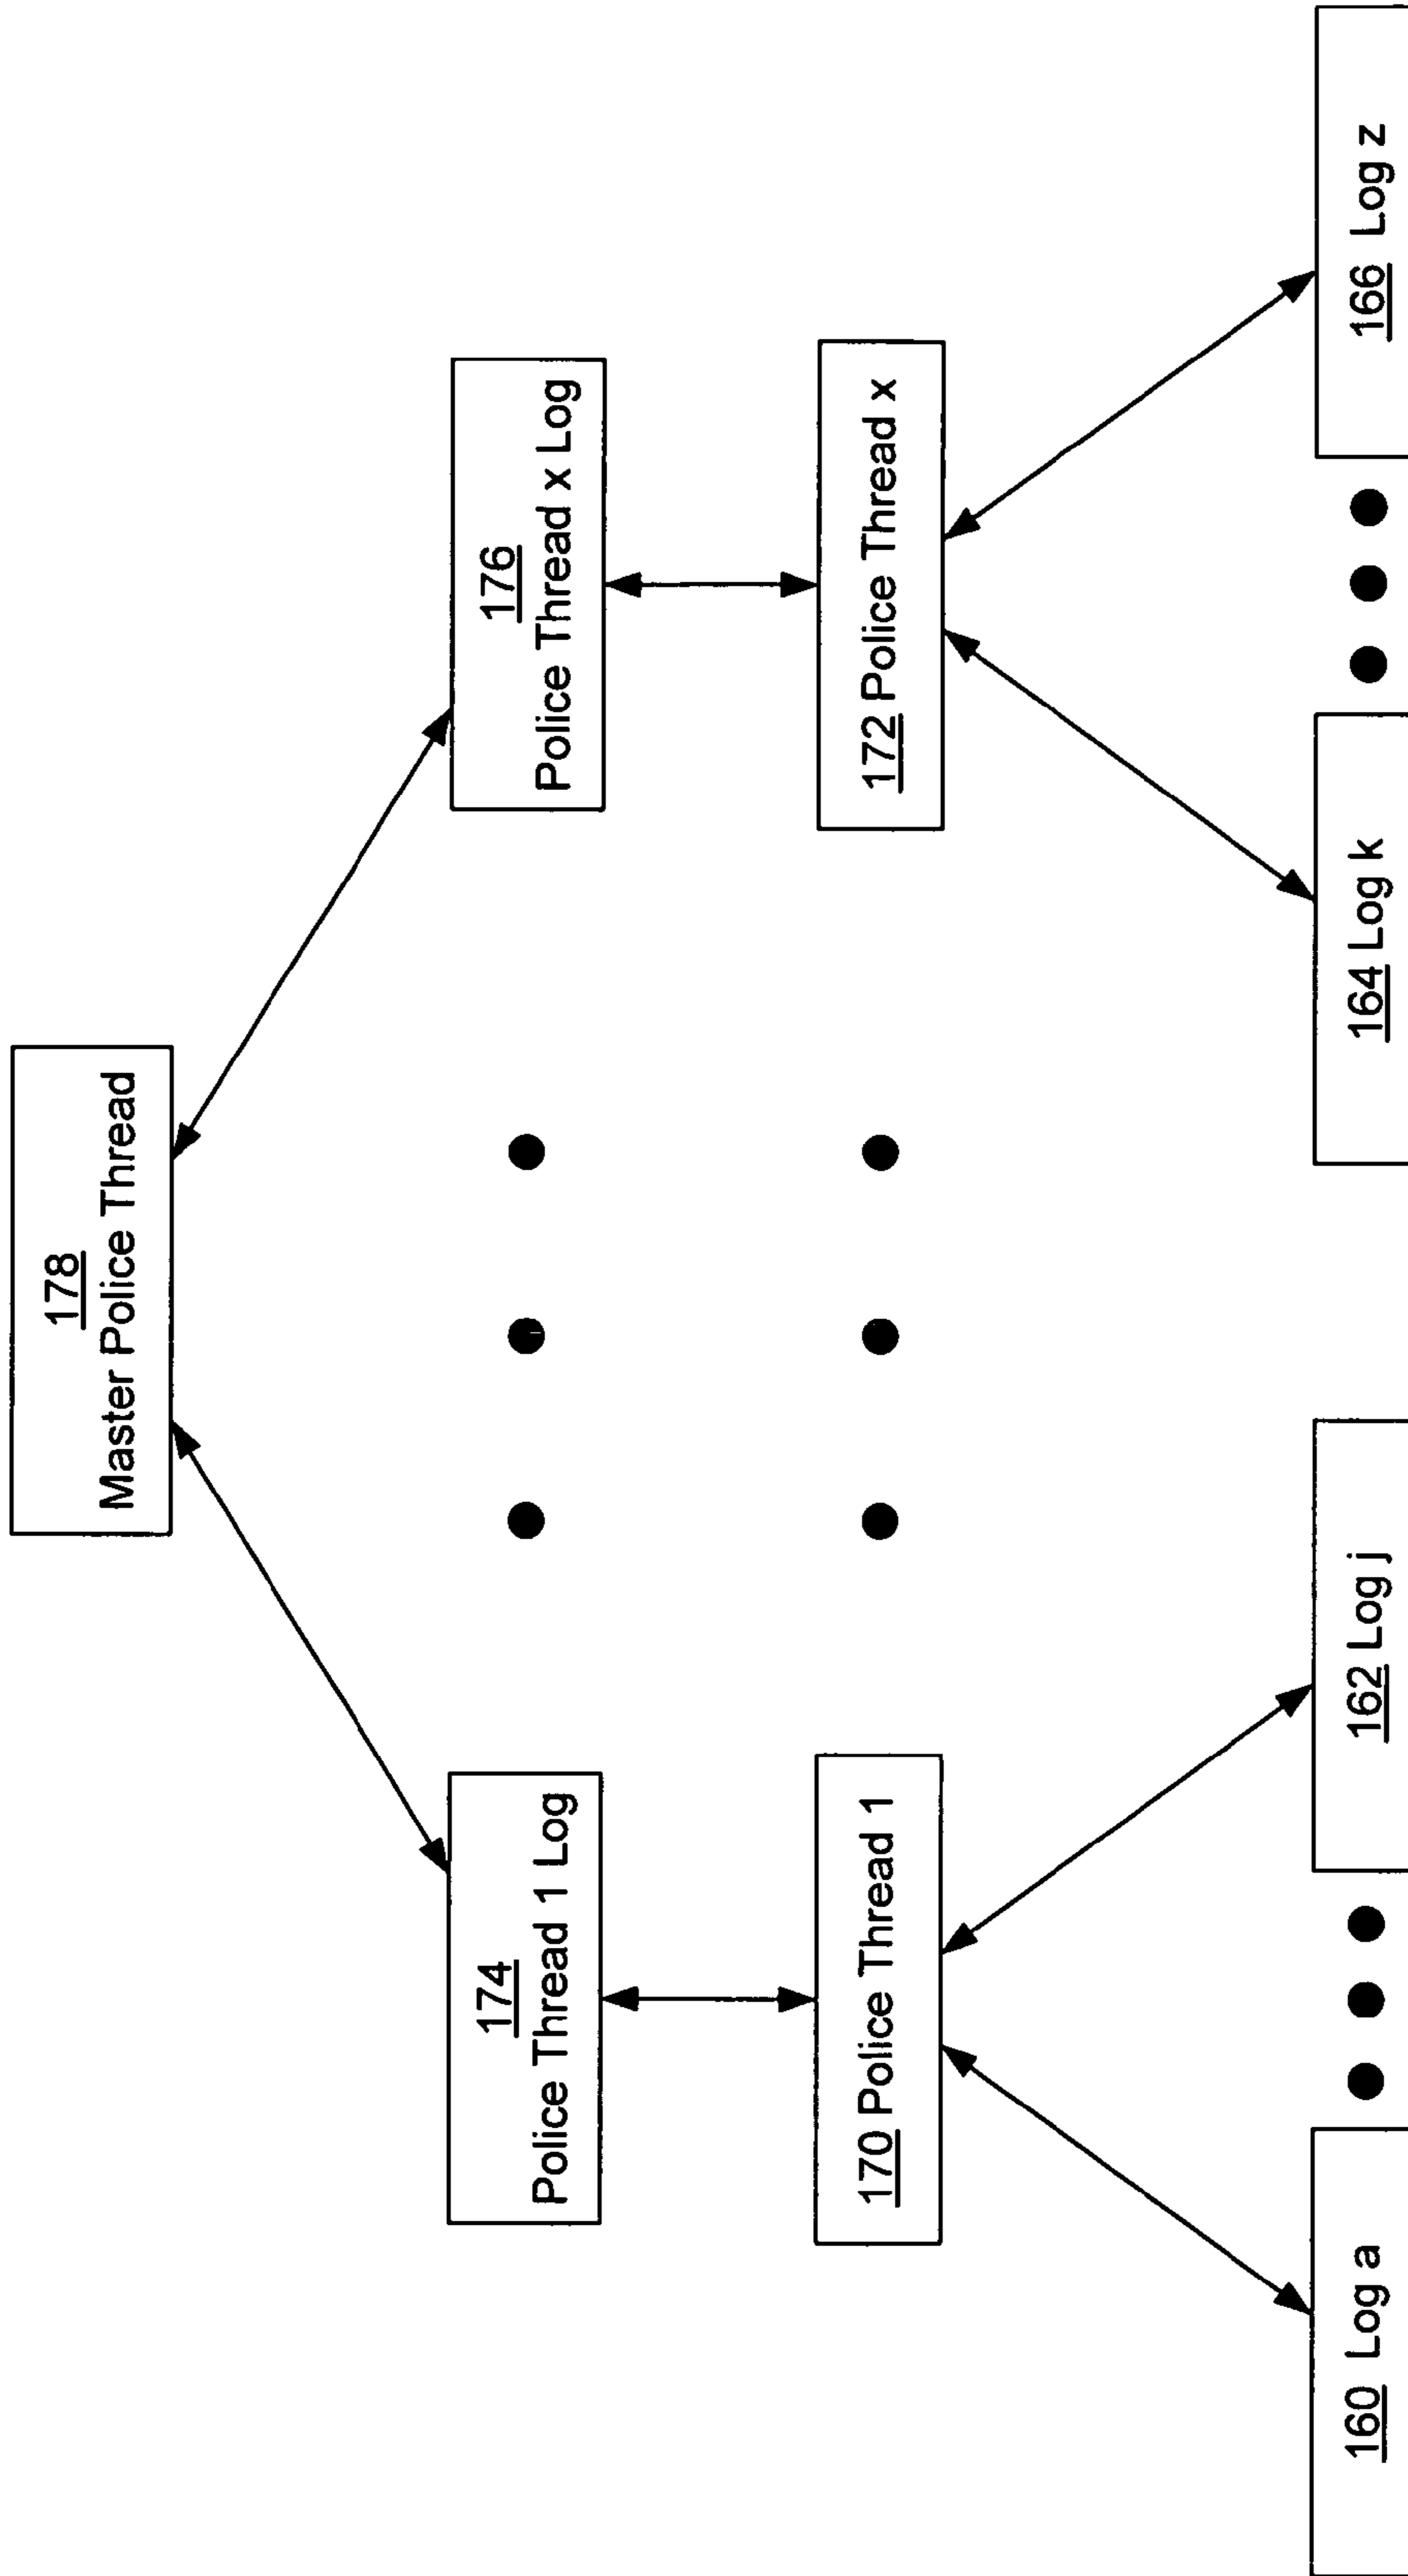 178
Master Police Thread
174
Police Thread 1 Log
176
Police Thread x Log
170 Police Thread 1
172 Police Thread x
160 Log a
162 Log j
164 Log k
166 Log z